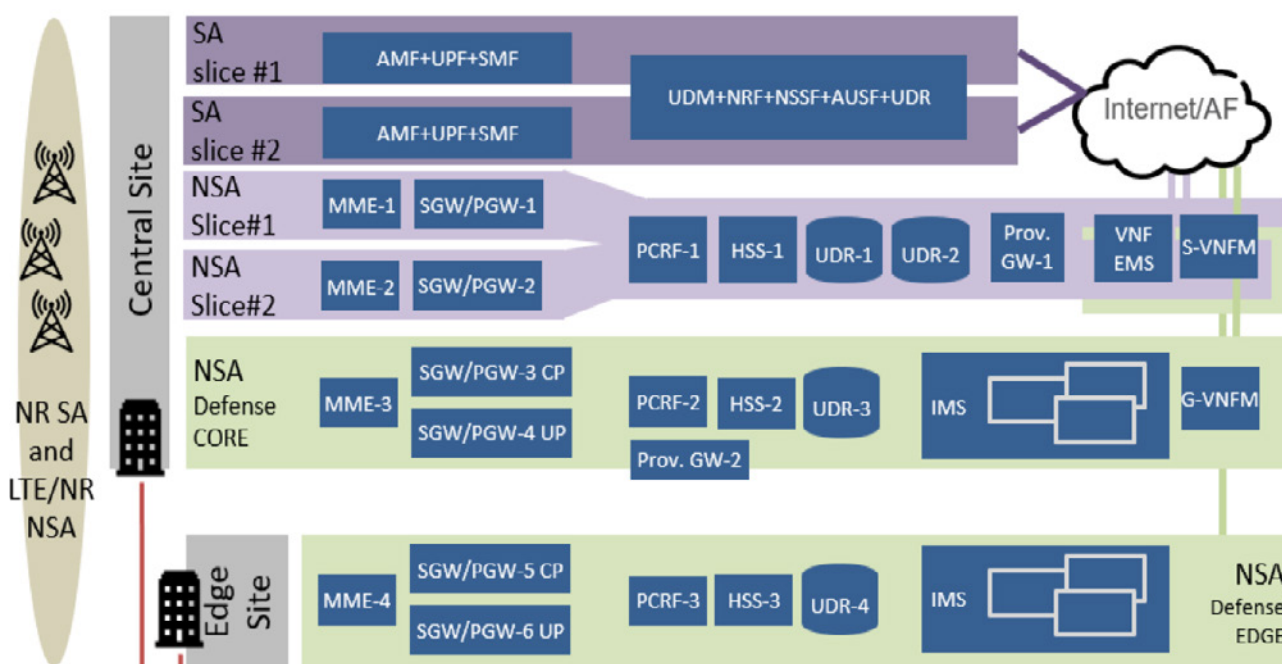 SA
slice #1
AMF+UPF+SMF
UDM+NRF+NSSF+AUSF+UDR
SA
slice #2
AMF+UPF+SMF
Internet/AF
Central Site
NSA
Slice#1
MME-1
SGW/PGW-1
NSA
Slice#2
MME-2
SGW/PGW-2
PCRF-1
HSS-1
UDR-1
UDR-2
Prov.
GW-1
VNF
EMS
S-VNFM
NR SA
and
LTE/NR
NSA
NSA
Defense
CORE
MME-3
SGW/PGW-3 CP
SGW/PGW-4 UP
PCRF-2
HSS-2
UDR-3
Prov. GW-2
IMS
G-VNFM
Edge
Site
MME-4
SGW/PGW-5 CP
SGW/PGW-6 UP
PCRF-3
HSS-3
UDR-4
IMS
NSA
Defense
EDGE